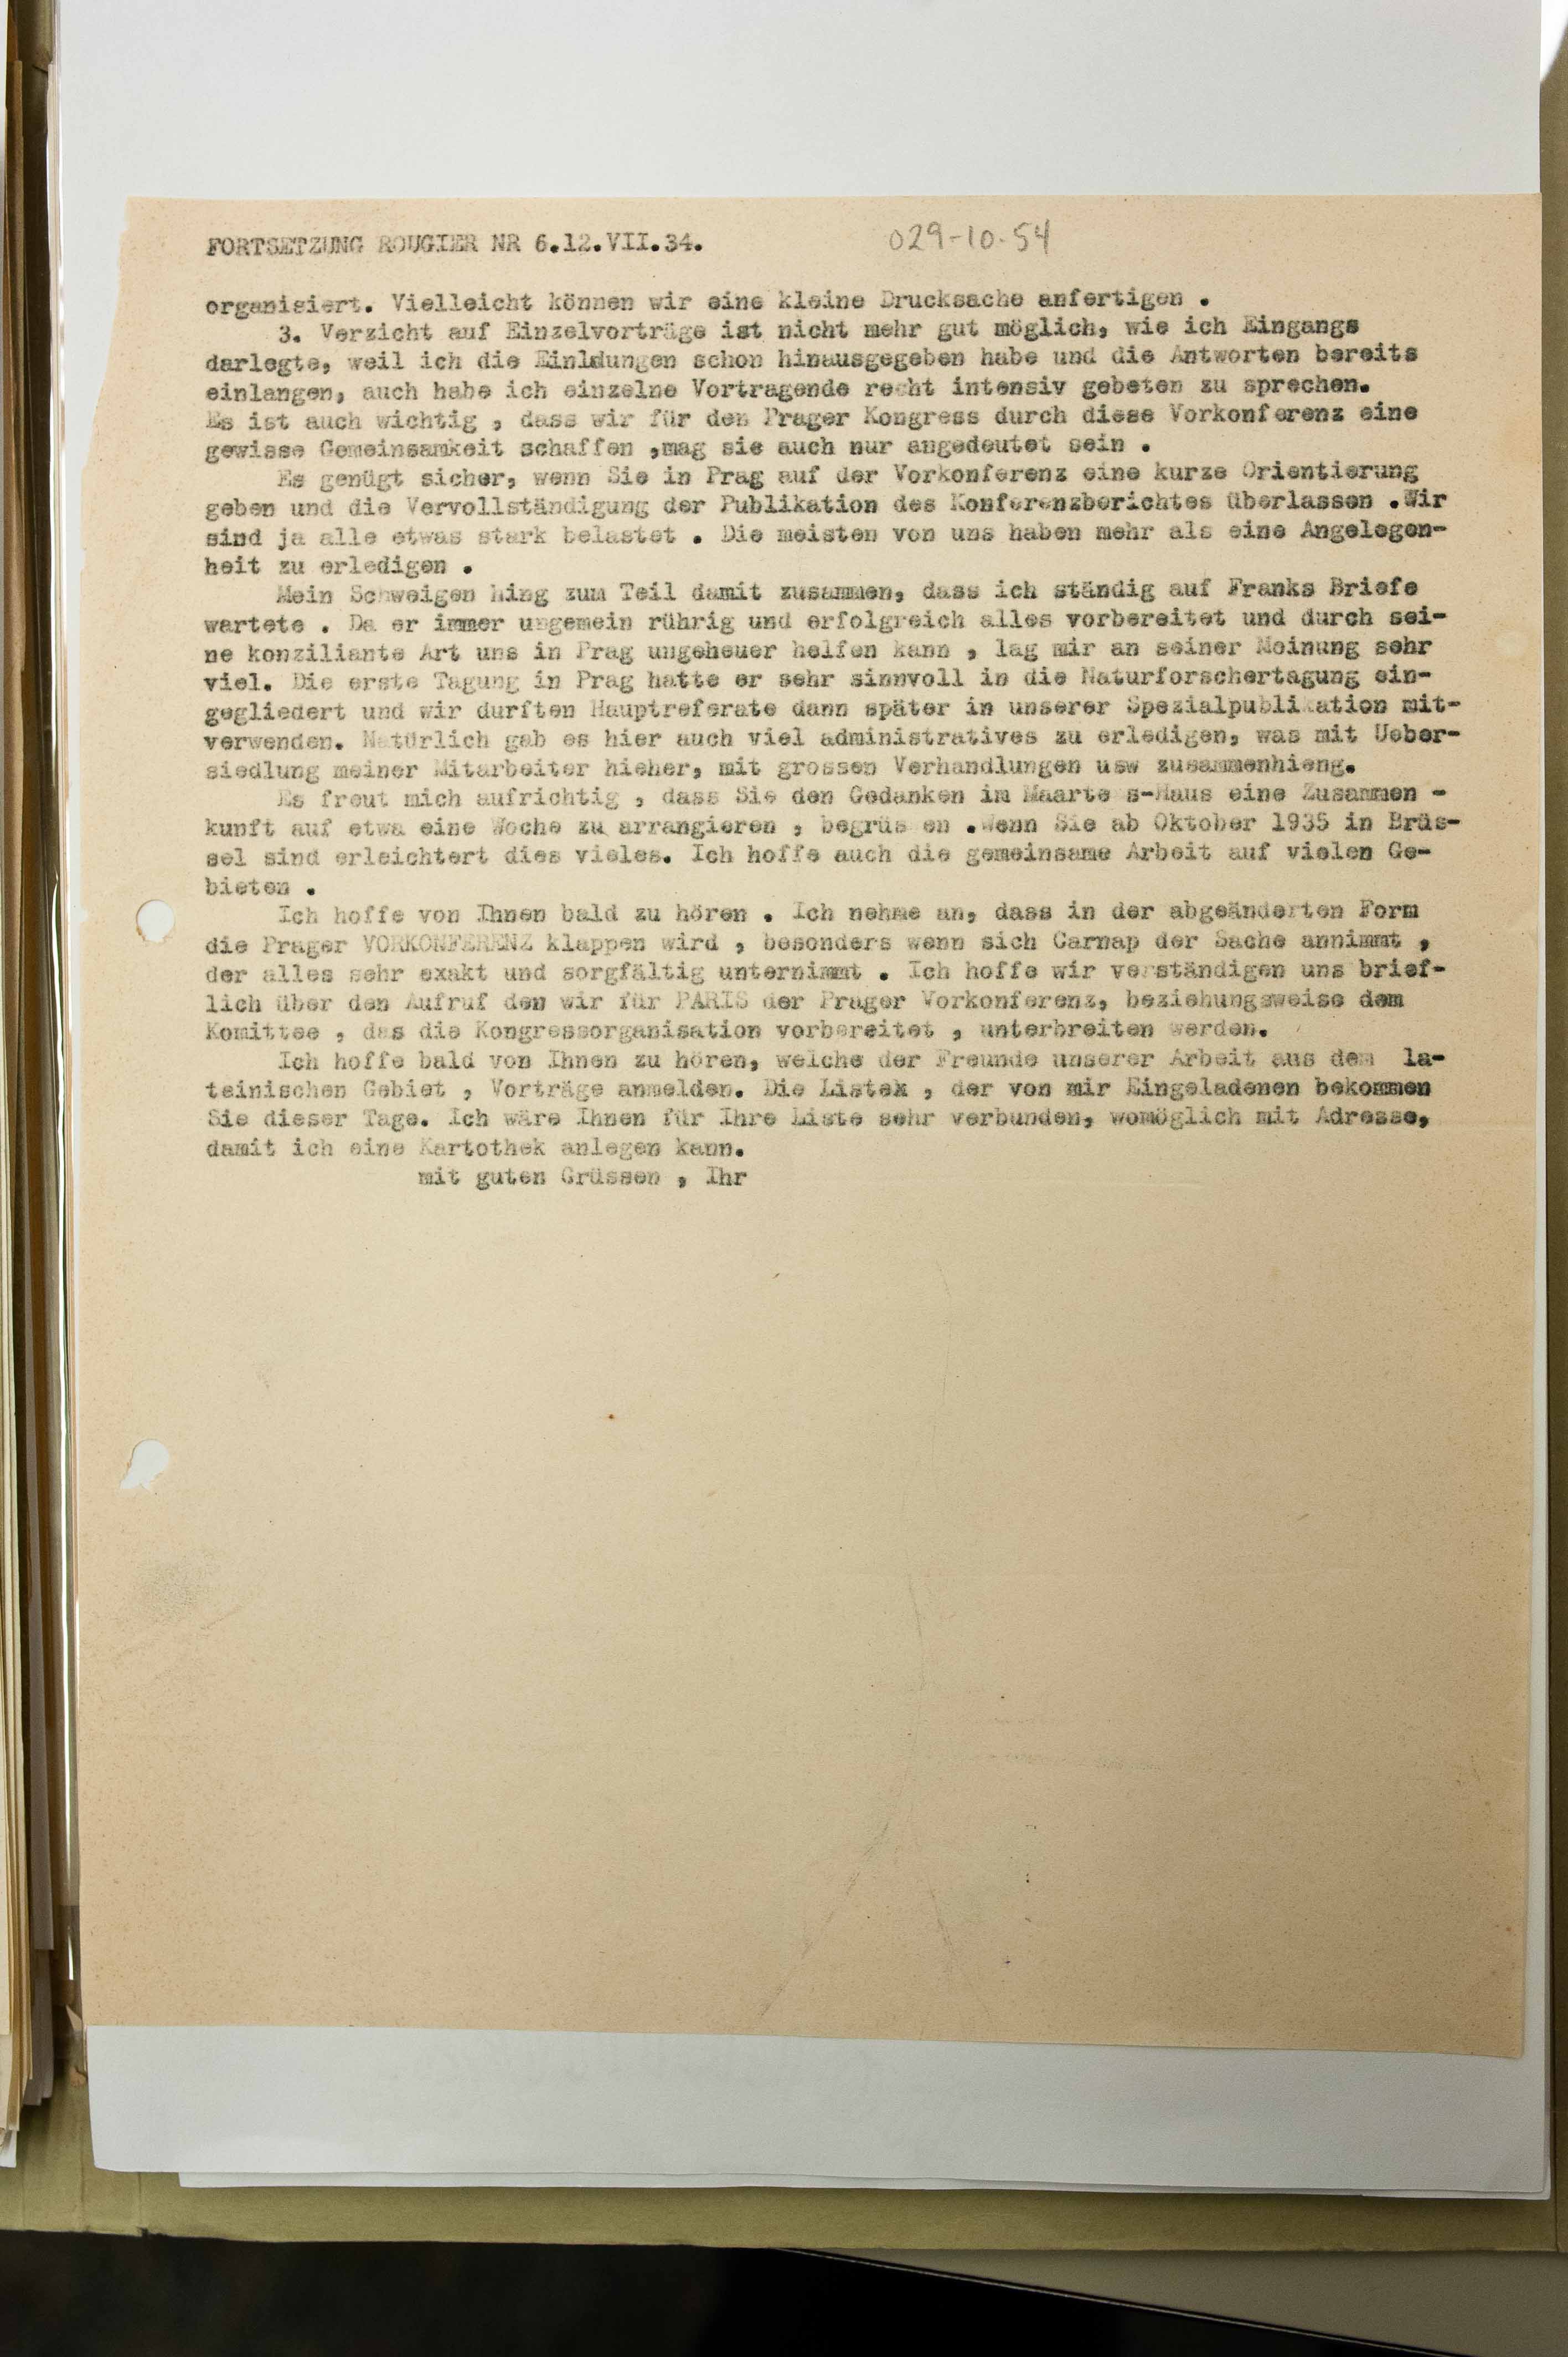 FORTSETZUNG ROUGIER NR 6.12.VII.34.
029-10-54
organisiert. Vielleicht können wir eine kleine Drucksache anfertigen .
3. Verzicht auf Einzelvorträge ist nicht mehr gut möglich, wie ich Eingangs
darlegte, weil ich die Einldungen schon hinausgegeben habe und die Antworten bereits
einlangen, auch habe ich einzelne Vortragende recht intensiv gebeten zu sprechen.
Es ist auch wichtig , dass wir für den Prager Kongress durch diese Vorkonferenz eine
gewisse Gemeinsamkeit schaffen ,mag sie auch nur angedeutet sein .
Es genügt sicher, wenn Sie in Prag auf der Vorkonferenz eine kurze Orientierung
geben und die Vervollständigung der Publikation des Konferenzberichtes überlassen .Wir
sind ja alle etwas stark belastet . Die meisten von uns haben mehr als eine Angelegen-
heit zu erledigen .
Mein Schweigen hing zum Teil damit zusammen, dass ich ständig auf Franks Briefe
wartete . Da er immer ungemein rührig und erfolgreich alles vorbereitet und durch sei-
ne konziliante Art uns in Prag ungeheuer helfen kann , lag mir an seiner Meinung sehr
viel. Die erste Tagung in Prag hatte er sehr sinnvoll in die Naturforschertagung ein-
gegliedert und wir durften Hauptreferate dann später in unserer Spezialpublikation mit-
verwenden. Natürlich gab es hier auch viel administratives zu erledigen, was mit Ueber-
siedlung meiner Mitarbeiter hieher, mit grossen Verhandlungen usw zusammenhieng.
Es freut mich aufrichtig , dass Sie den Gedanken im Maarte s-Haus eine Zusammen -
kunft auf etwa eine Woche zu arrangieren , begrüs en .Wenn Sie ab Oktober 1935 in Brüs-
sel sind erleichtert dies vieles. Ich hoffe auch die gemeinsame Arbeit auf vielen Ge-
bieten .
Ich hoffe von Ihnen bald zu hören . Ich nehme an, dass in der abgeänderten Form
die Prager VORKONFERENZ klappen wird , besonders wenn sich Carnap der Sache annimmt ,
der alles sehr exakt und sorgfältig unternimmt . Ich hoffe wir verständigen uns brief-
lich über den Aufruf den wir für PARIS der Prager Vorkonferenz, beziehungsweise dem
Komittee , das die Kongressorganisation vorbereitet , unterbreiten werden.
Ich hoffe bald von Ihnen zu hören, welche der Freunde unserer Arbeit aus dem la-
teinischen Gebiet , Vorträge anmelden. Die Listex , der von mir Eingeladenen bekommen
Sie dieser Tage. Ich wäre Ihnen für Ihre Liste sehr verbunden, womöglich mit Adresse,
damit ich eine Kartothek anlegen kann.
mit guten Grüssen , Ihr